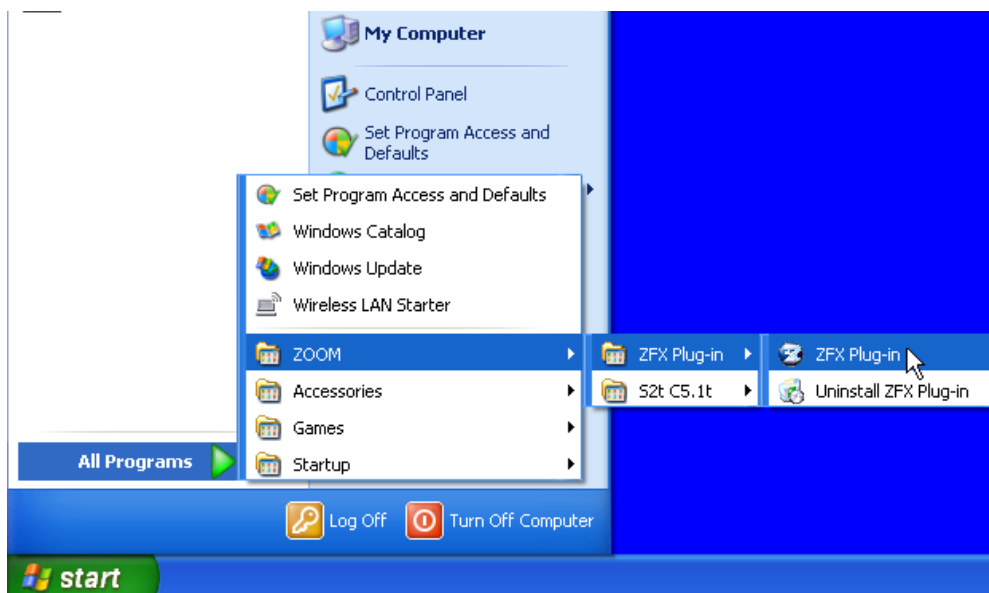 My Computer
Control Panel
Set Program Access and
Defaults
Set Program Access and Defaults
Windows Catalog
Windows Update
Wireless LAN Starter
ZOOM
ZFX Plug-in
ZFX Plug-in
Accessories
S2t C5.1t
Uninstall ZFX Plug-in
Games
All Programs
Startup
Log Off
Turn Off Computer
start